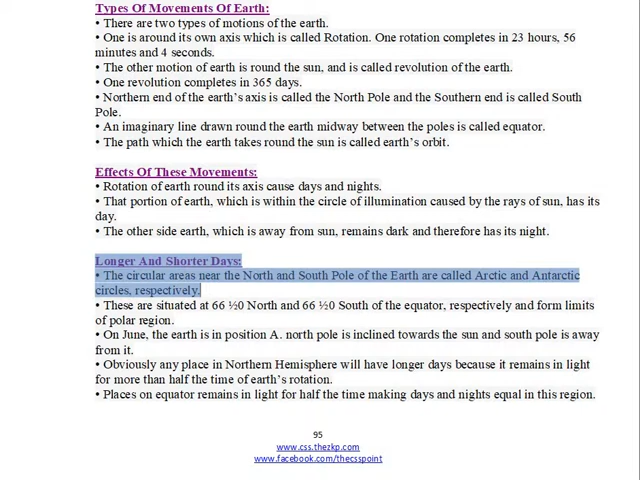 Types Of Movements Of Earth:
• There are two types of motions of the earth.
• One is around its own axis which is called Rotation. One rotation completes in 23 hours, 56
minutes and 4 seconds.
• The other motion of earth is round the sun, and is called revolution of the earth.
• One revolution completes in 365 days.
• Northern end of the earth's axis is called the North Pole and the Southern end is called South
Pole.
• An imaginary line drawn round the earth midway between the poles is called equator.
• The path which the earth takes round the sun is called earth's orbit.
Effects Of These Movements:
• Rotation of earth round its axis cause days and nights.
• That portion of earth, which is within the circle of illumination caused by the rays of sun, has its
day.
• The other side earth, which is away from sun, remains dark and therefore has its night.
Longer And Shorter Days:
• The circular areas near the North and South Pole of the Earth are called Arctic and Antarctic
circles, respectively.
• These are situated at 66 ½0 North and 66 ½0 South of the equator, respectively and form limits
of polar region.
• On June, the earth is in position A. north pole is inclined towards the sun and south pole is away
from it.
• Obviously any place in Northern Hemisphere will have longer days because it remains in light
for more than half the time of earth's rotation.
• Places on equator remains in light for half the time making days and nights equal in this region.
95
www.css.thezkp.com
www.facebook.com/thecsspoint